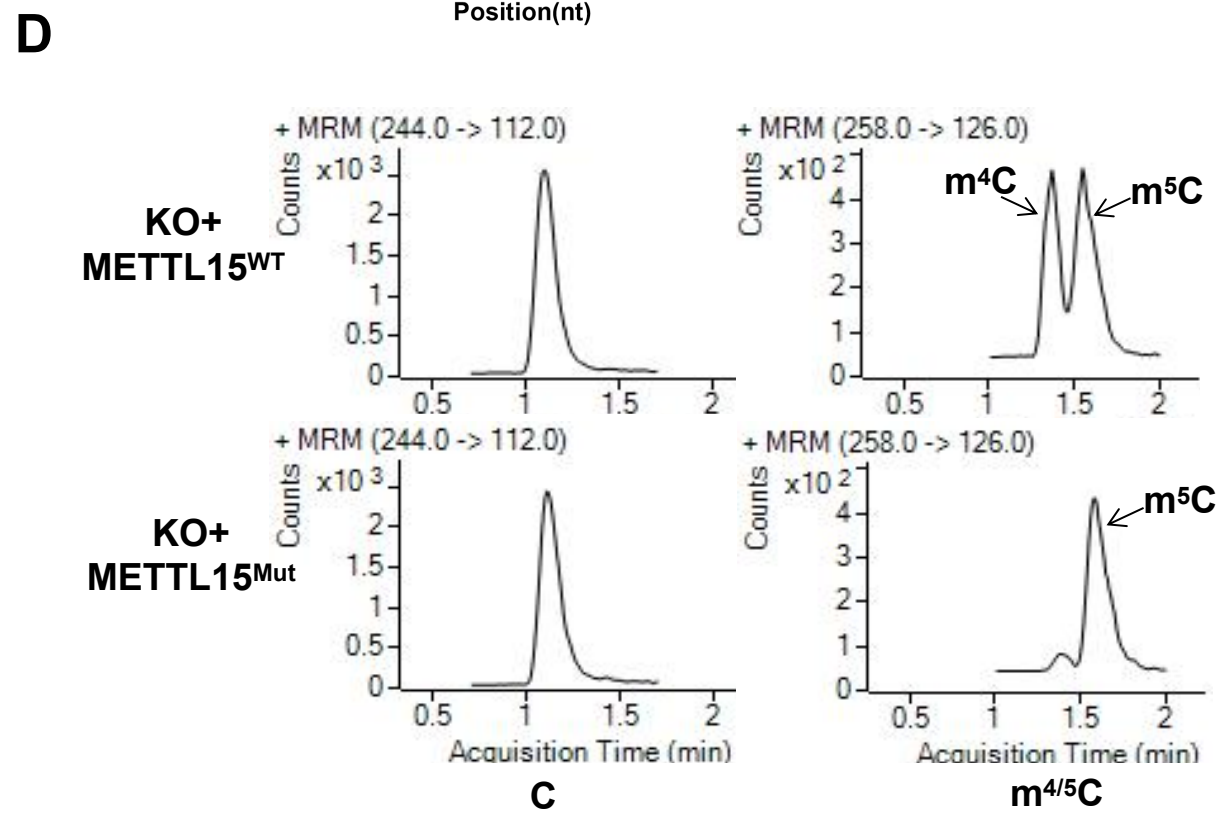 Position(nt)
D
+ MRM (244.0 -> 112.0)
Counts
x10 3
2
1.5
1
0.5
0
0.5 1 1.5 2
+ MRM (258.0 -> 126.0)
Counts
x10 2
4
3
2
1
0
0.5 1 1.5 2
m4C
m5C
KO+
METTL15WT
+ MRM (244.0 -> 112.0)
Counts
x10 3
2
1.5
1
0.5
0
0.5 1 1.5 2
Acquisition Time (min)
+ MRM (258.0 -> 126.0)
Counts
x10 2
4
3
2
1
0
0.5 1 1.5 2
Acquisition Time (min)
m5C
KO+
METTL15Mut
C
m4/5C